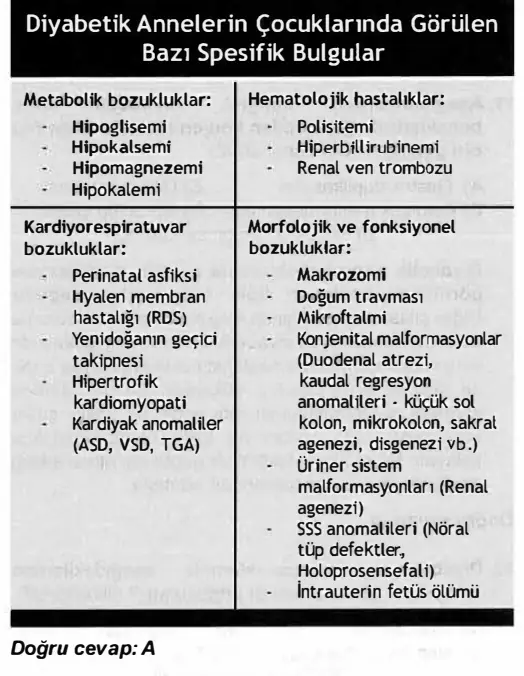 Diyabetik Annelerin Çocuklarında Görülen
Bazı Spesifik Bulgular
Metabolik bozukluklar:
- Hipoglisemi
- Hipokalsemi
- Hipomagnezemi
- Hipokalemi
Hematolojik hastalıklar:
- Polisitemi
- Hiperbillirubinemi
- Renal ven trombozu
Kardiyorespiratuvar
bozukluklar:
- Perinatal asfiksi
- Hyalen membran
hastalığı (RDS)
- Yenidoğanın geçici
takipnesi
- Hipertrofik
kardiomyopati
- Kardiyak anomaliler
(ASD, VSD, TGA)
Morfolojik ve fonksiyonel
bozukluklar:
- Makrozomi
- Doğum travması
- Mikroftalmi
- Konjenital malformasyonlar
(Duodenal atrezi,
kaudal regresyon
anomalileri - küçük sol
kolon, mikrokolon, sakral
agenezi, disgenezi vb.)
- Üriner sistem
malformasyonları (Renal
agenezi)
- SSS anomalileri (Nöral
tüp defektler,
Holoprosensefali)
- İntrauterin fetüs ölümü
Doğru cevap: A